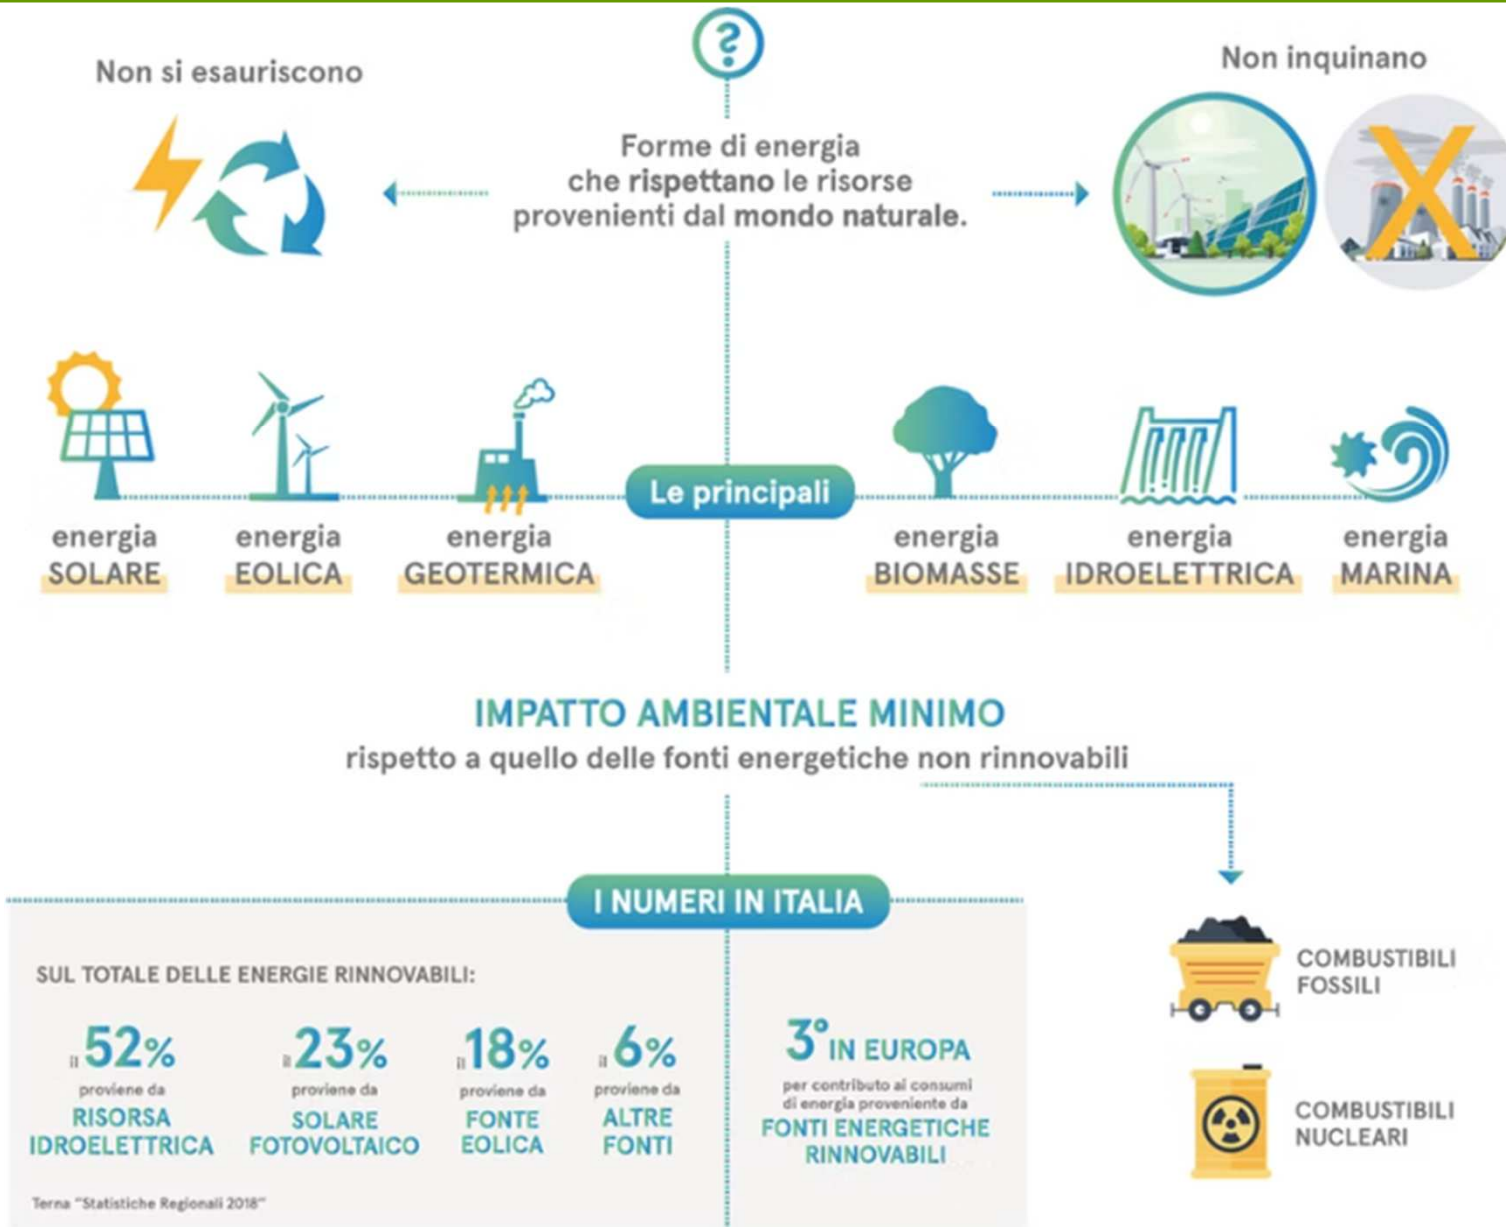 ?
Non si esauriscono
Non inquinano
Forme di energia
che rispettano le risorse
provenienti dal mondo naturale.
X
Le principali
energia
SOLARE
energia
EOLICA
energia
GEOTERMICA
energia
BIOMASSE
energia
IDROELETTRICA
energia
MARINA
IMPATTO AMBIENTALE MINIMO
rispetto a quello delle fonti energetiche non rinnovabili
I NUMERI IN ITALIA
SUL TOTALE DELLE ENERGIE RINNOVABILI:
il 52%
proviene da
RISORSA
IDROELETTRICA
il 23%
proviene da
SOLARE
FOTOVOLTAICO
il 18%
proviene da
FONTE
EOLICA
il 6%
proviene da
ALTRE
FONTI
3° IN EUROPA
per contributo ai consumi
di energia proveniente da
FONTI ENERGETICHE
RINNOVABILI
Terna "Statistiche Regionali 2018"
COMBUSTIBILI
FOSSILI
COMBUSTIBILI
NUCLEARI